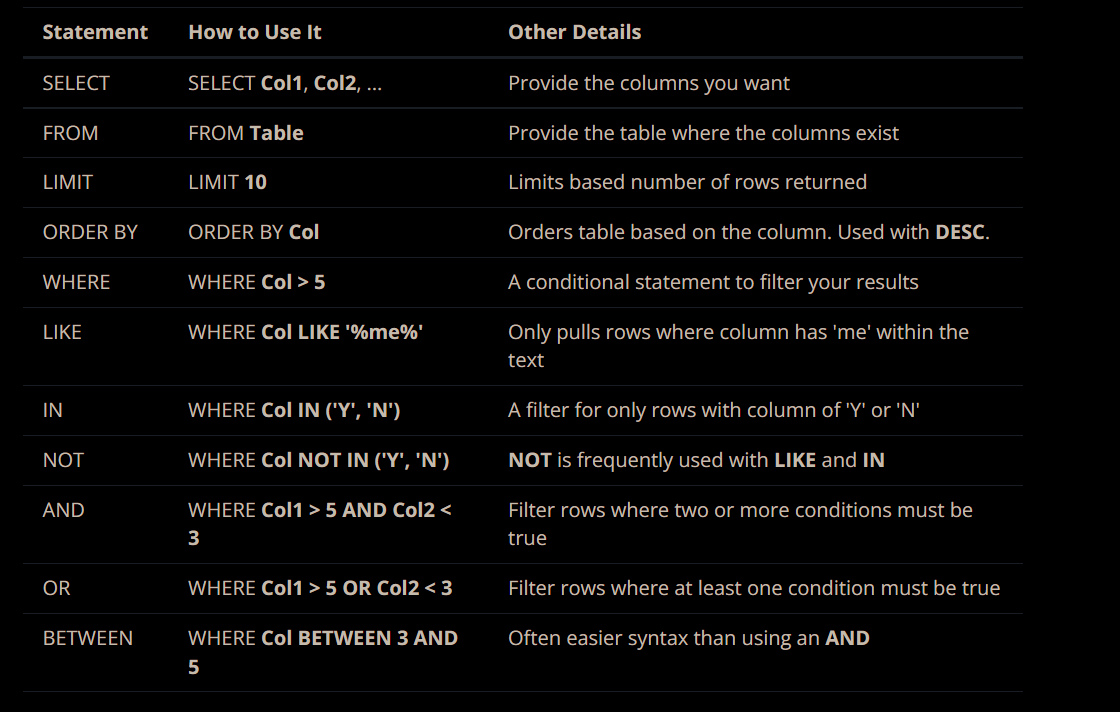 Statement How to Use It Other Details
SELECT SELECT Col1, Col2, ... Provide the columns you want
FROM FROM Table Provide the table where the columns exist
LIMIT LIMIT 10 Limits based number of rows returned
ORDER BY ORDER BY Col Orders table based on the column. Used with DESC.
WHERE WHERE Col > 5 A conditional statement to filter your results
LIKE WHERE Col LIKE '%me%' Only pulls rows where column has 'me' within the
text
IN WHERE Col IN ('Y', 'N') A filter for only rows with column of 'Y' or 'N'
NOT WHERE Col NOT IN ('Y', 'N') NOT is frequently used with LIKE and IN
AND WHERE Col1 > 5 AND Col2 < Filter rows where two or more conditions must be
3 true
OR WHERE Col1 > 5 OR Col2 < 3 Filter rows where at least one condition must be true
BETWEEN WHERE Col BETWEEN 3 AND Often easier syntax than using an AND
5